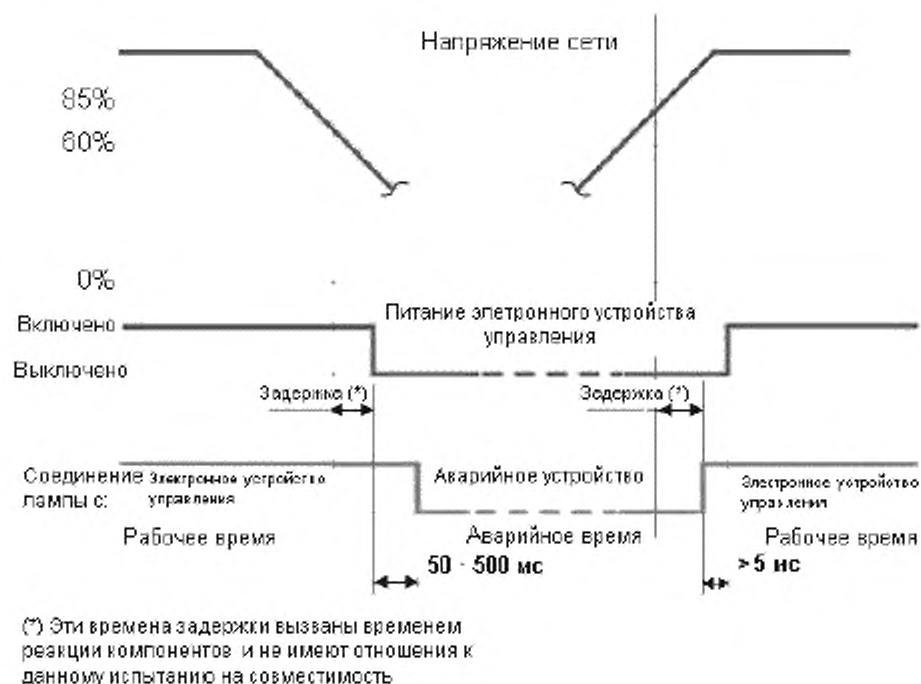 Напряжение сети
85%
60%
0%
Включено
Питание элетронного устройства
управления
Выключено
Задержка (*)
Задержка (*)
Соединение
лампы с:
Электронное устройство
управления
Аварийное устройство
Электронное устройство
управления
Рабочее время
Аварийное время
Рабочее время
50 - 500 мс
>5 мс
(*) Эти времена задержки вызваны временем
реакции компонентов и не имеют отношения к
данному испытанию на совместимость